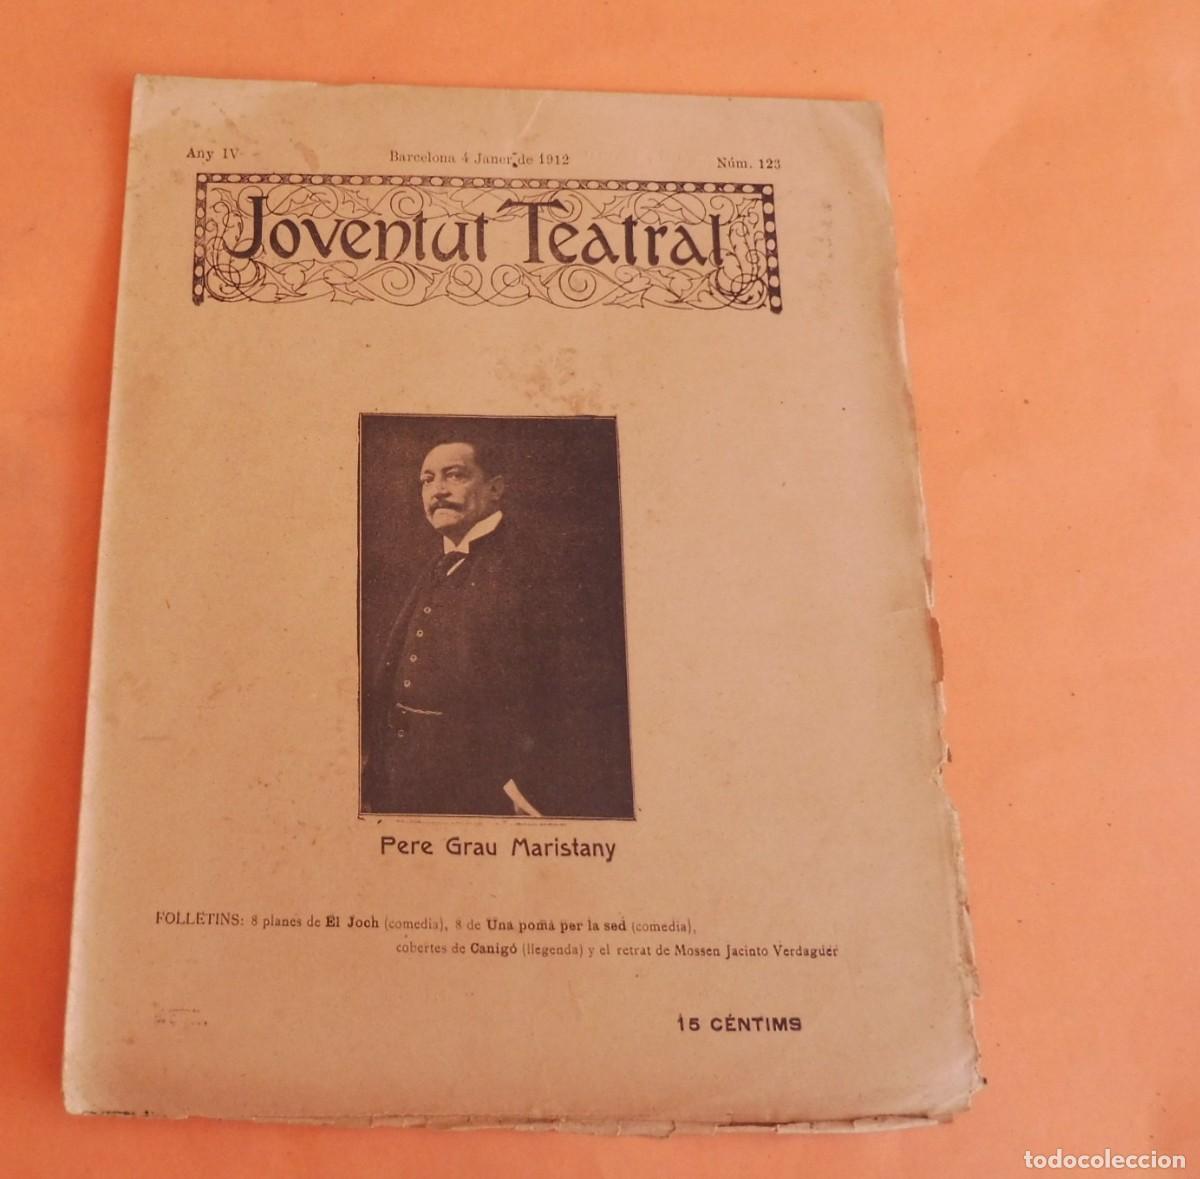 Any IV
Barcelona 4 Janer de 1912
Núm. 123
Joventut Teatral
Pere Grau Maristany
FOLLETINS: 8 planes de El Joch (comedia), 8 de Una poma per la sed (comedia),
cobertes de Canigó (llegenda) y el retrat de Mossen Jacinto Verdaguer
15 CÉNTIMS
todocoleccion